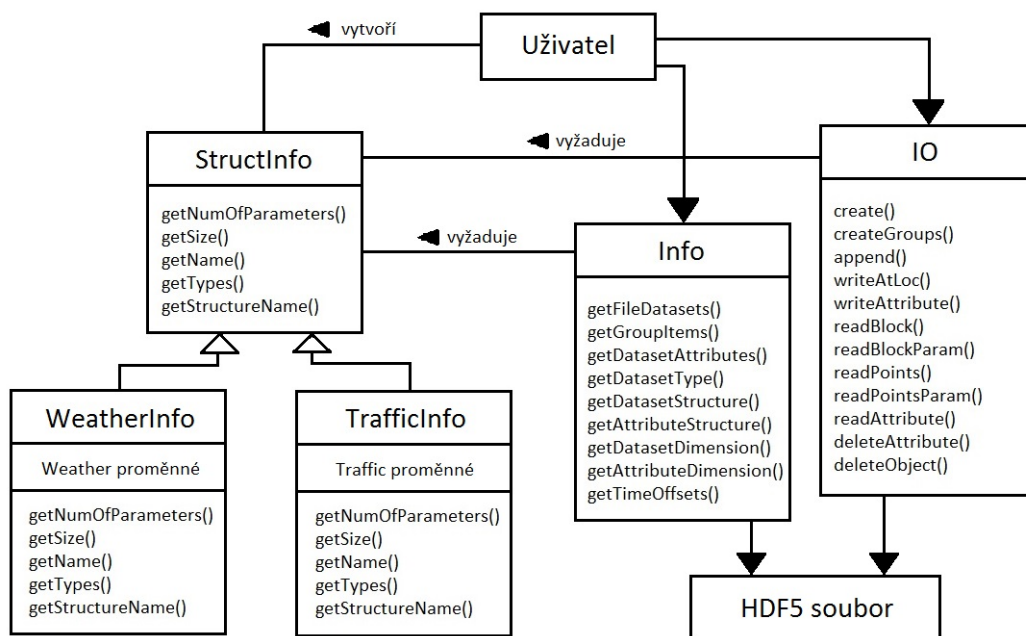 vytvoří
Uživatel
StructInfo
getNumOfParameters()
getSize()
getName()
getTypes()
getStructureName()
vyžaduje
IO
create()
createGroups()
append()
writeAtLoc()
writeAttribute()
readBlock()
readBlockParam()
readPoints()
readPointsParam()
readAttribute()
deleteAttribute()
deleteObject()
vyžaduje
Info
getFileDatasets()
getGroupItems()
getDatasetAttributes()
getDatasetType()
getDatasetStructure()
getAttributeStructure()
getDatasetDimension()
getAttributeDimension()
getTimeOffsets()
WeatherInfo
Weather proměnné
getNumOfParameters()
getSize()
getName()
getTypes()
getStructureName()
TrafficInfo
Traffic proměnné
getNumOfParameters()
getSize()
getName()
getTypes()
getStructureName()
HDF5 soubor